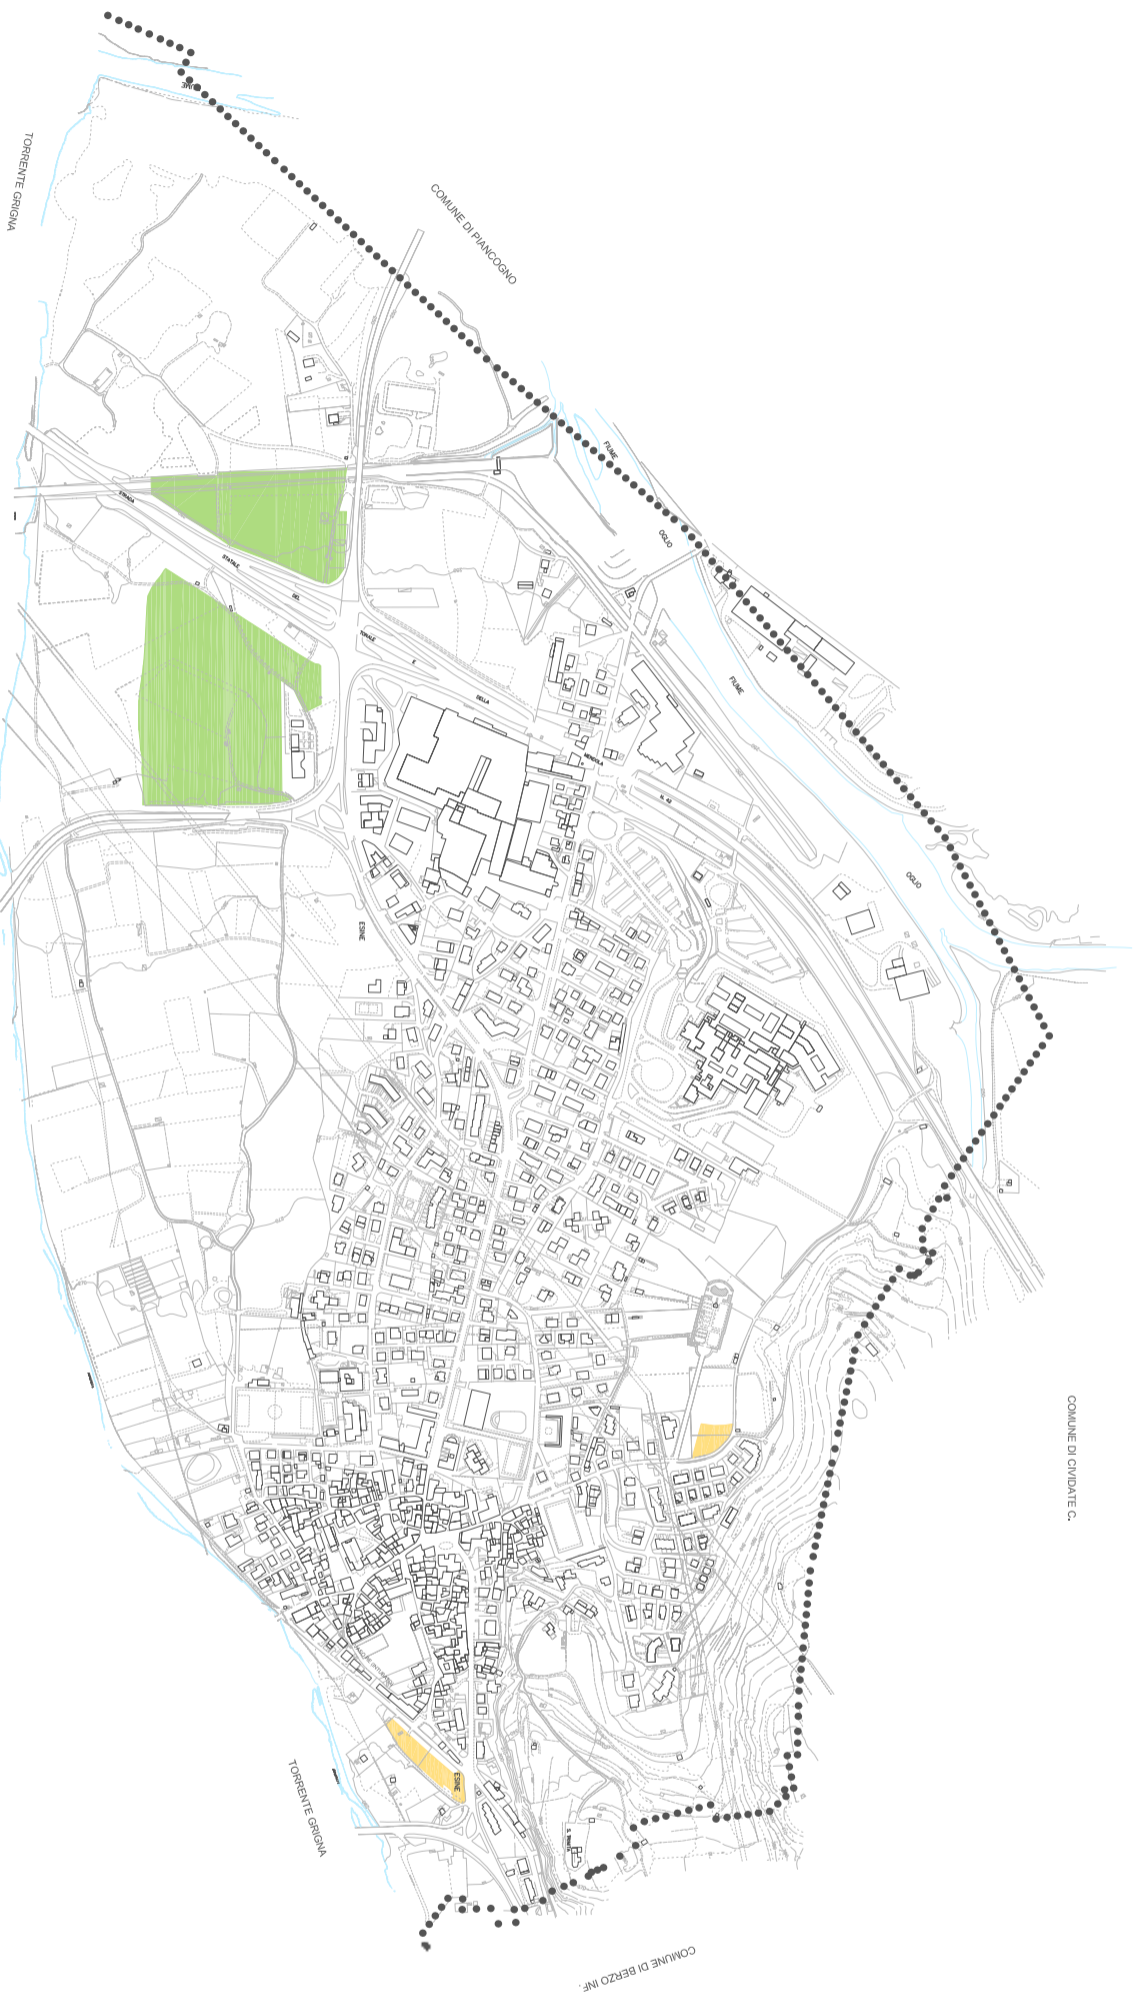 FIUME
TORRENTE GRIGNA
COMUNE DI PIANCOGNO
FIUME
OGLIO
STRADA
STATALE
DEL
TONALE
E
DELLA
MENDOLA
N. 42
FIUME
OGLIO
ESINE
COMUNE DI CIVIDATE C.
ESINE
TORRENTE GRIGNA
COMUNE DI BERZO INF.